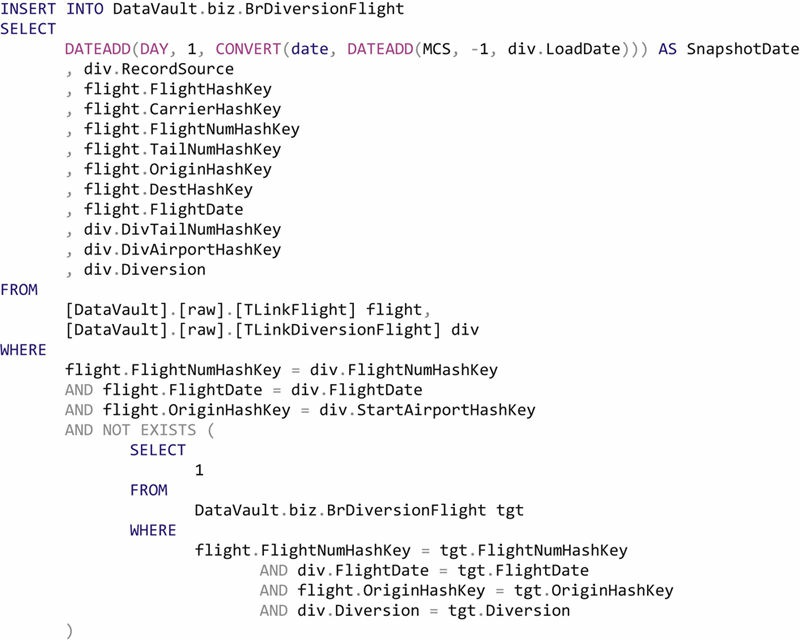 INSERT INTO DataVault.biz.BrDiversionFlight
SELECT
DATEADD(DAY, 1, CONVERT(date, DATEADD(MCS, -1, div.LoadDate))) AS SnapshotDate
, div.RecordSource
, flight.FlightHashKey
, flight.CarrierHashKey
, flight.FlightNumHashKey
, flight.TailNumHashKey
, flight.OriginHashKey
, flight.DestHashKey
, flight.FlightDate
, div.DivTailNumHashKey
, div.DivAirportHashKey
, div.Diversion
FROM
[DataVault].[raw].[TLinkFlight] flight,
[DataVault].[raw].[TLinkDiversionFlight] div
WHERE
flight.FlightNumHashKey = div.FlightNumHashKey
AND flight.FlightDate = div.FlightDate
AND flight.OriginHashKey = div.StartAirportHashKey
AND NOT EXISTS (
SELECT
1
FROM
DataVault.biz.BrDiversionFlight tgt
WHERE
flight.FlightNumHashKey = tgt.FlightNumHashKey
AND div.FlightDate = tgt.FlightDate
AND flight.OriginHashKey = tgt.OriginHashKey
AND div.Diversion = tgt.Diversion
)